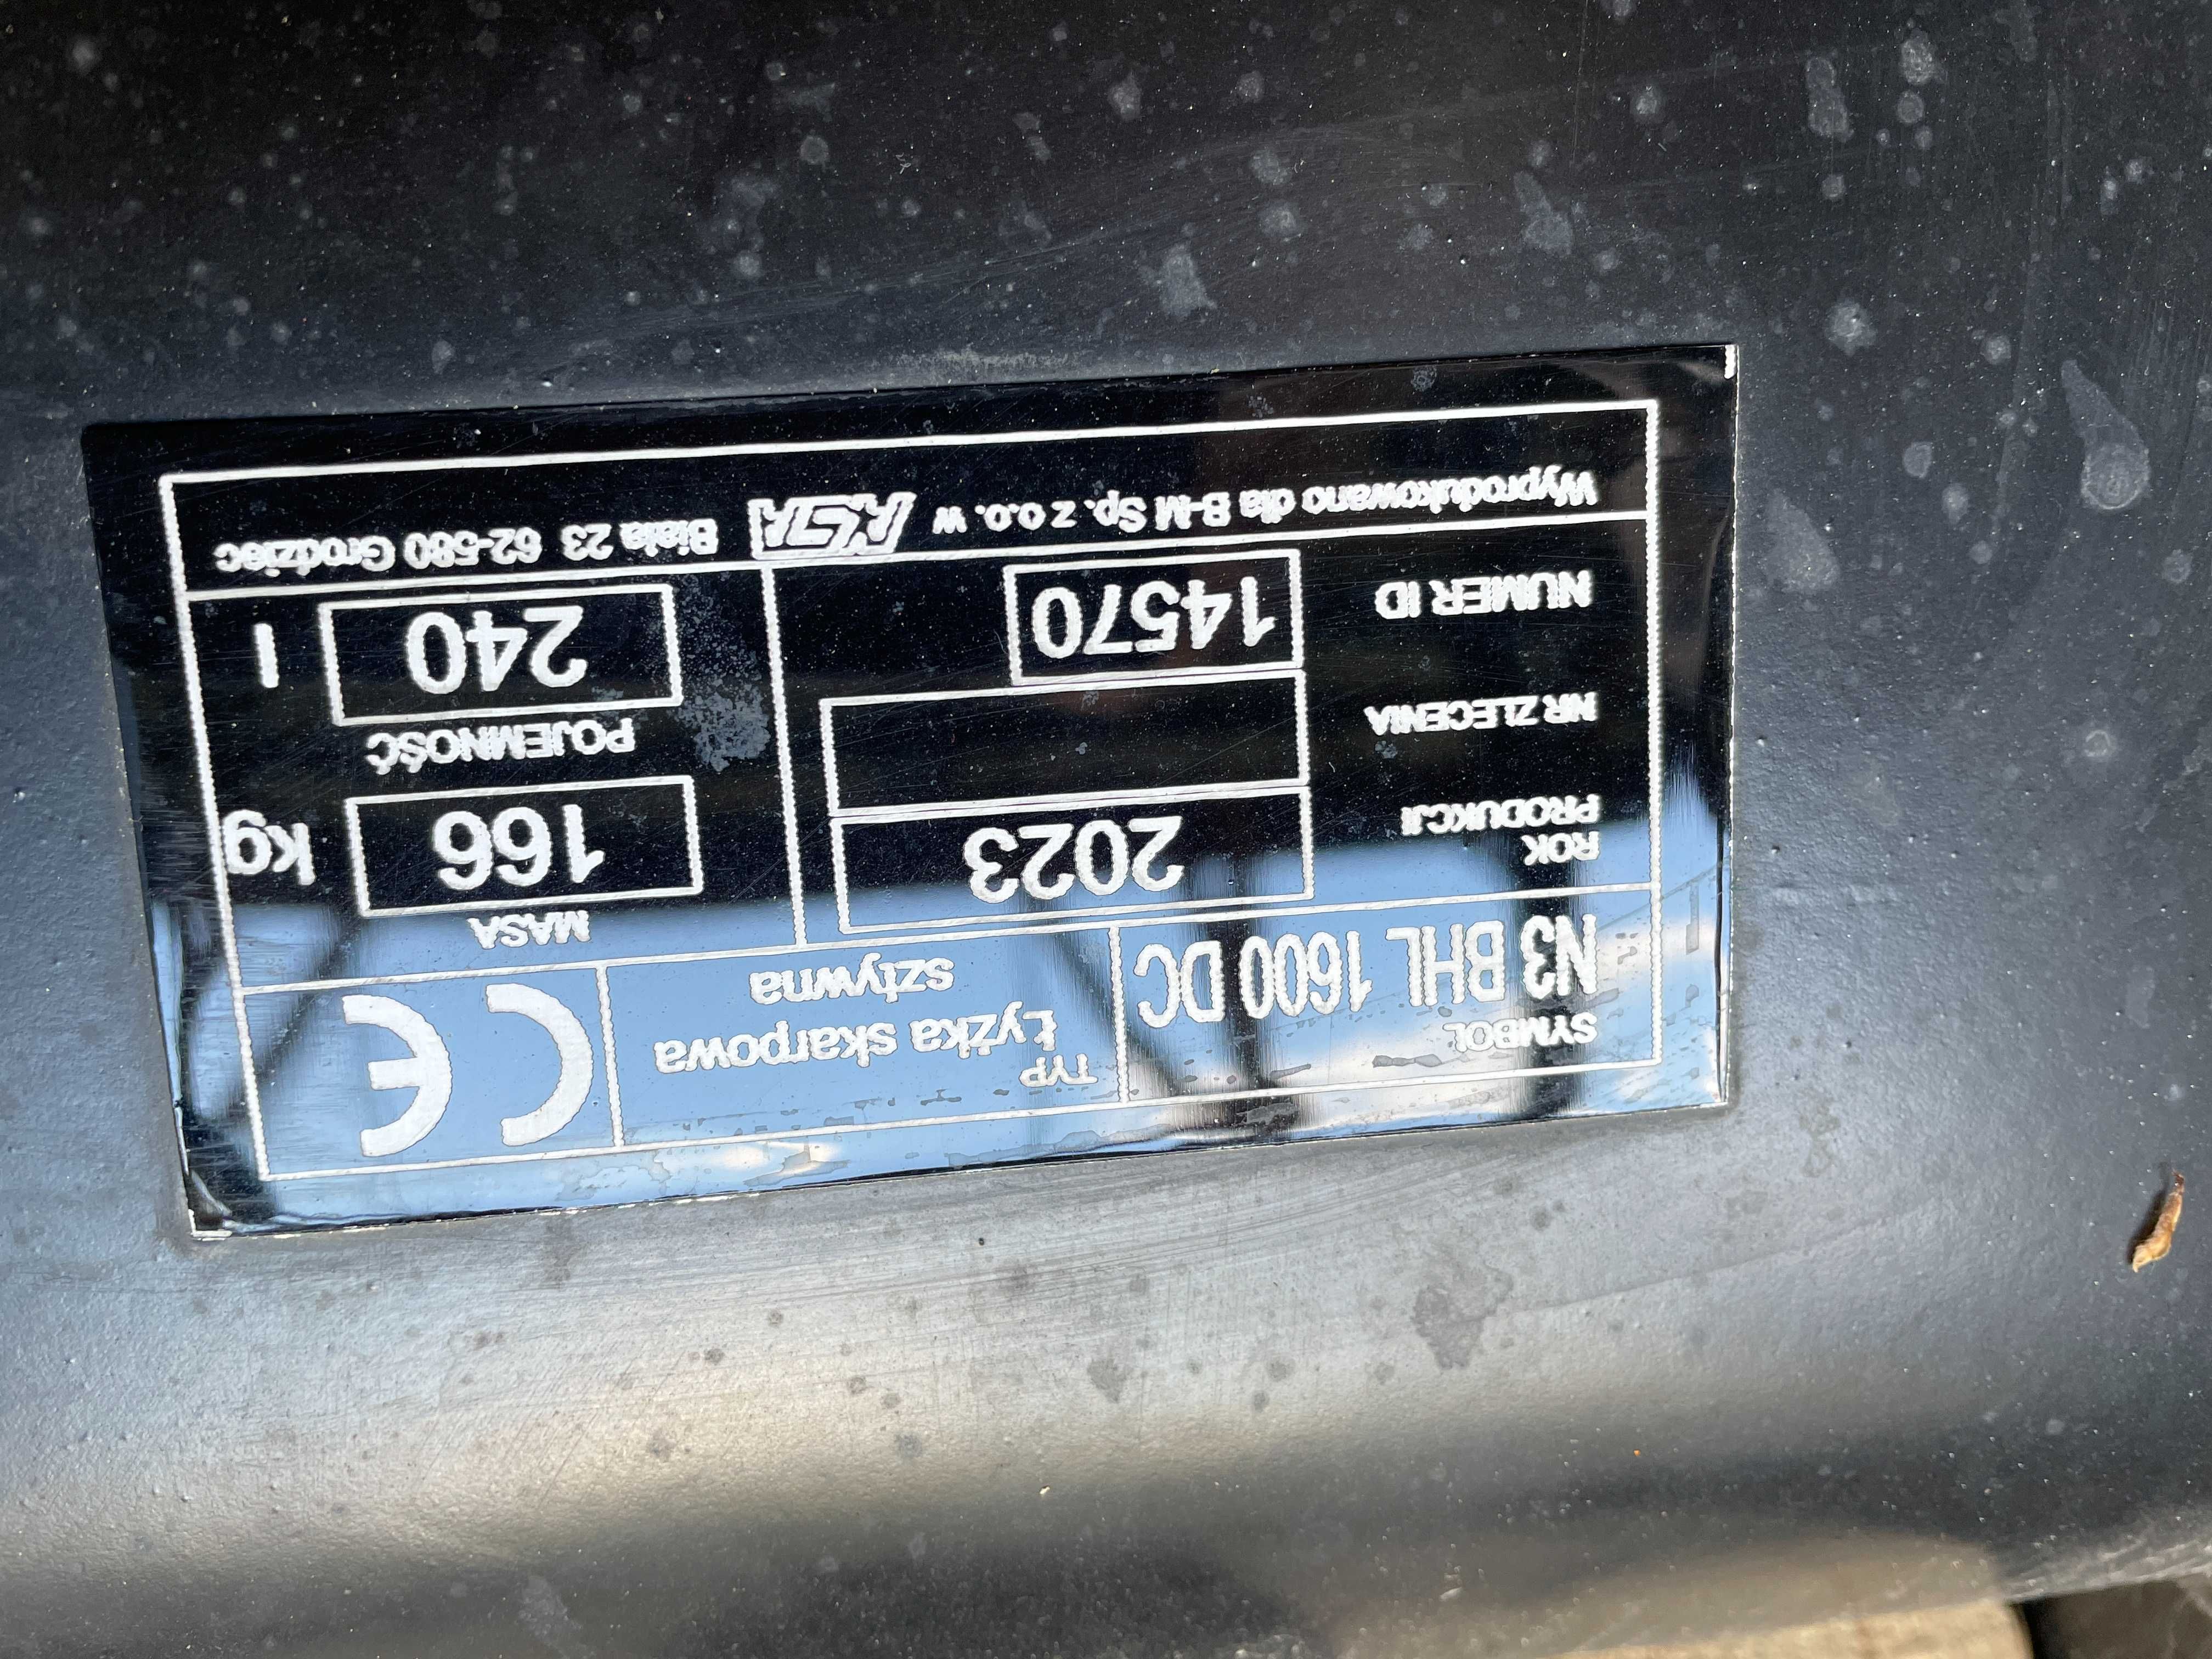 SYMBOL
N3 BHL 1600 DC
TYP
Łyżka skarpowa
sztywna
CE
ROK
PRODUKCJI
2023
NR ZLECENIA
NUMER ID
14570
MASA
166 kg
POJEMNOŚĆ
240 l
Wyprodukowano dla B-M Sp. z o.o. w ASTA Biała 23 62-580 Grodziec